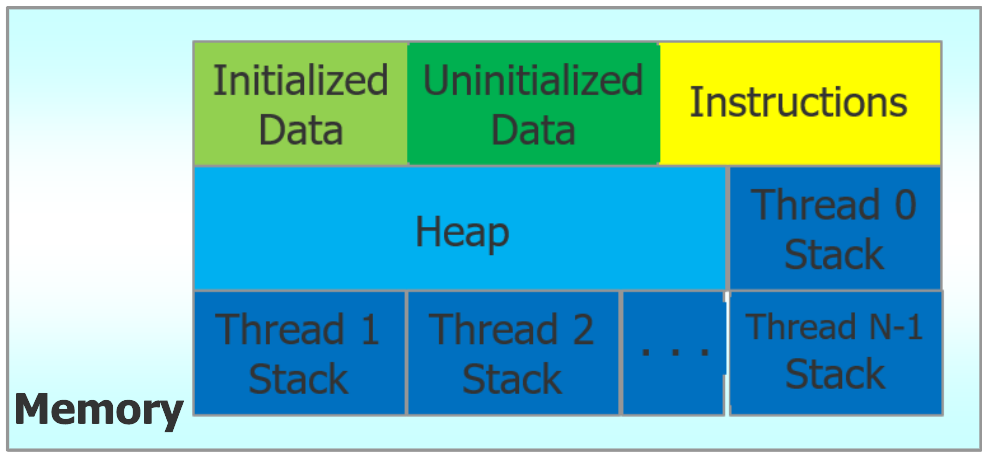 Initialized
Data
Uninitialized
Data
Instructions
Heap
Thread 0
Stack
Thread 1
Stack
Thread 2
Stack
. . .
Thread N-1
Stack
Memory